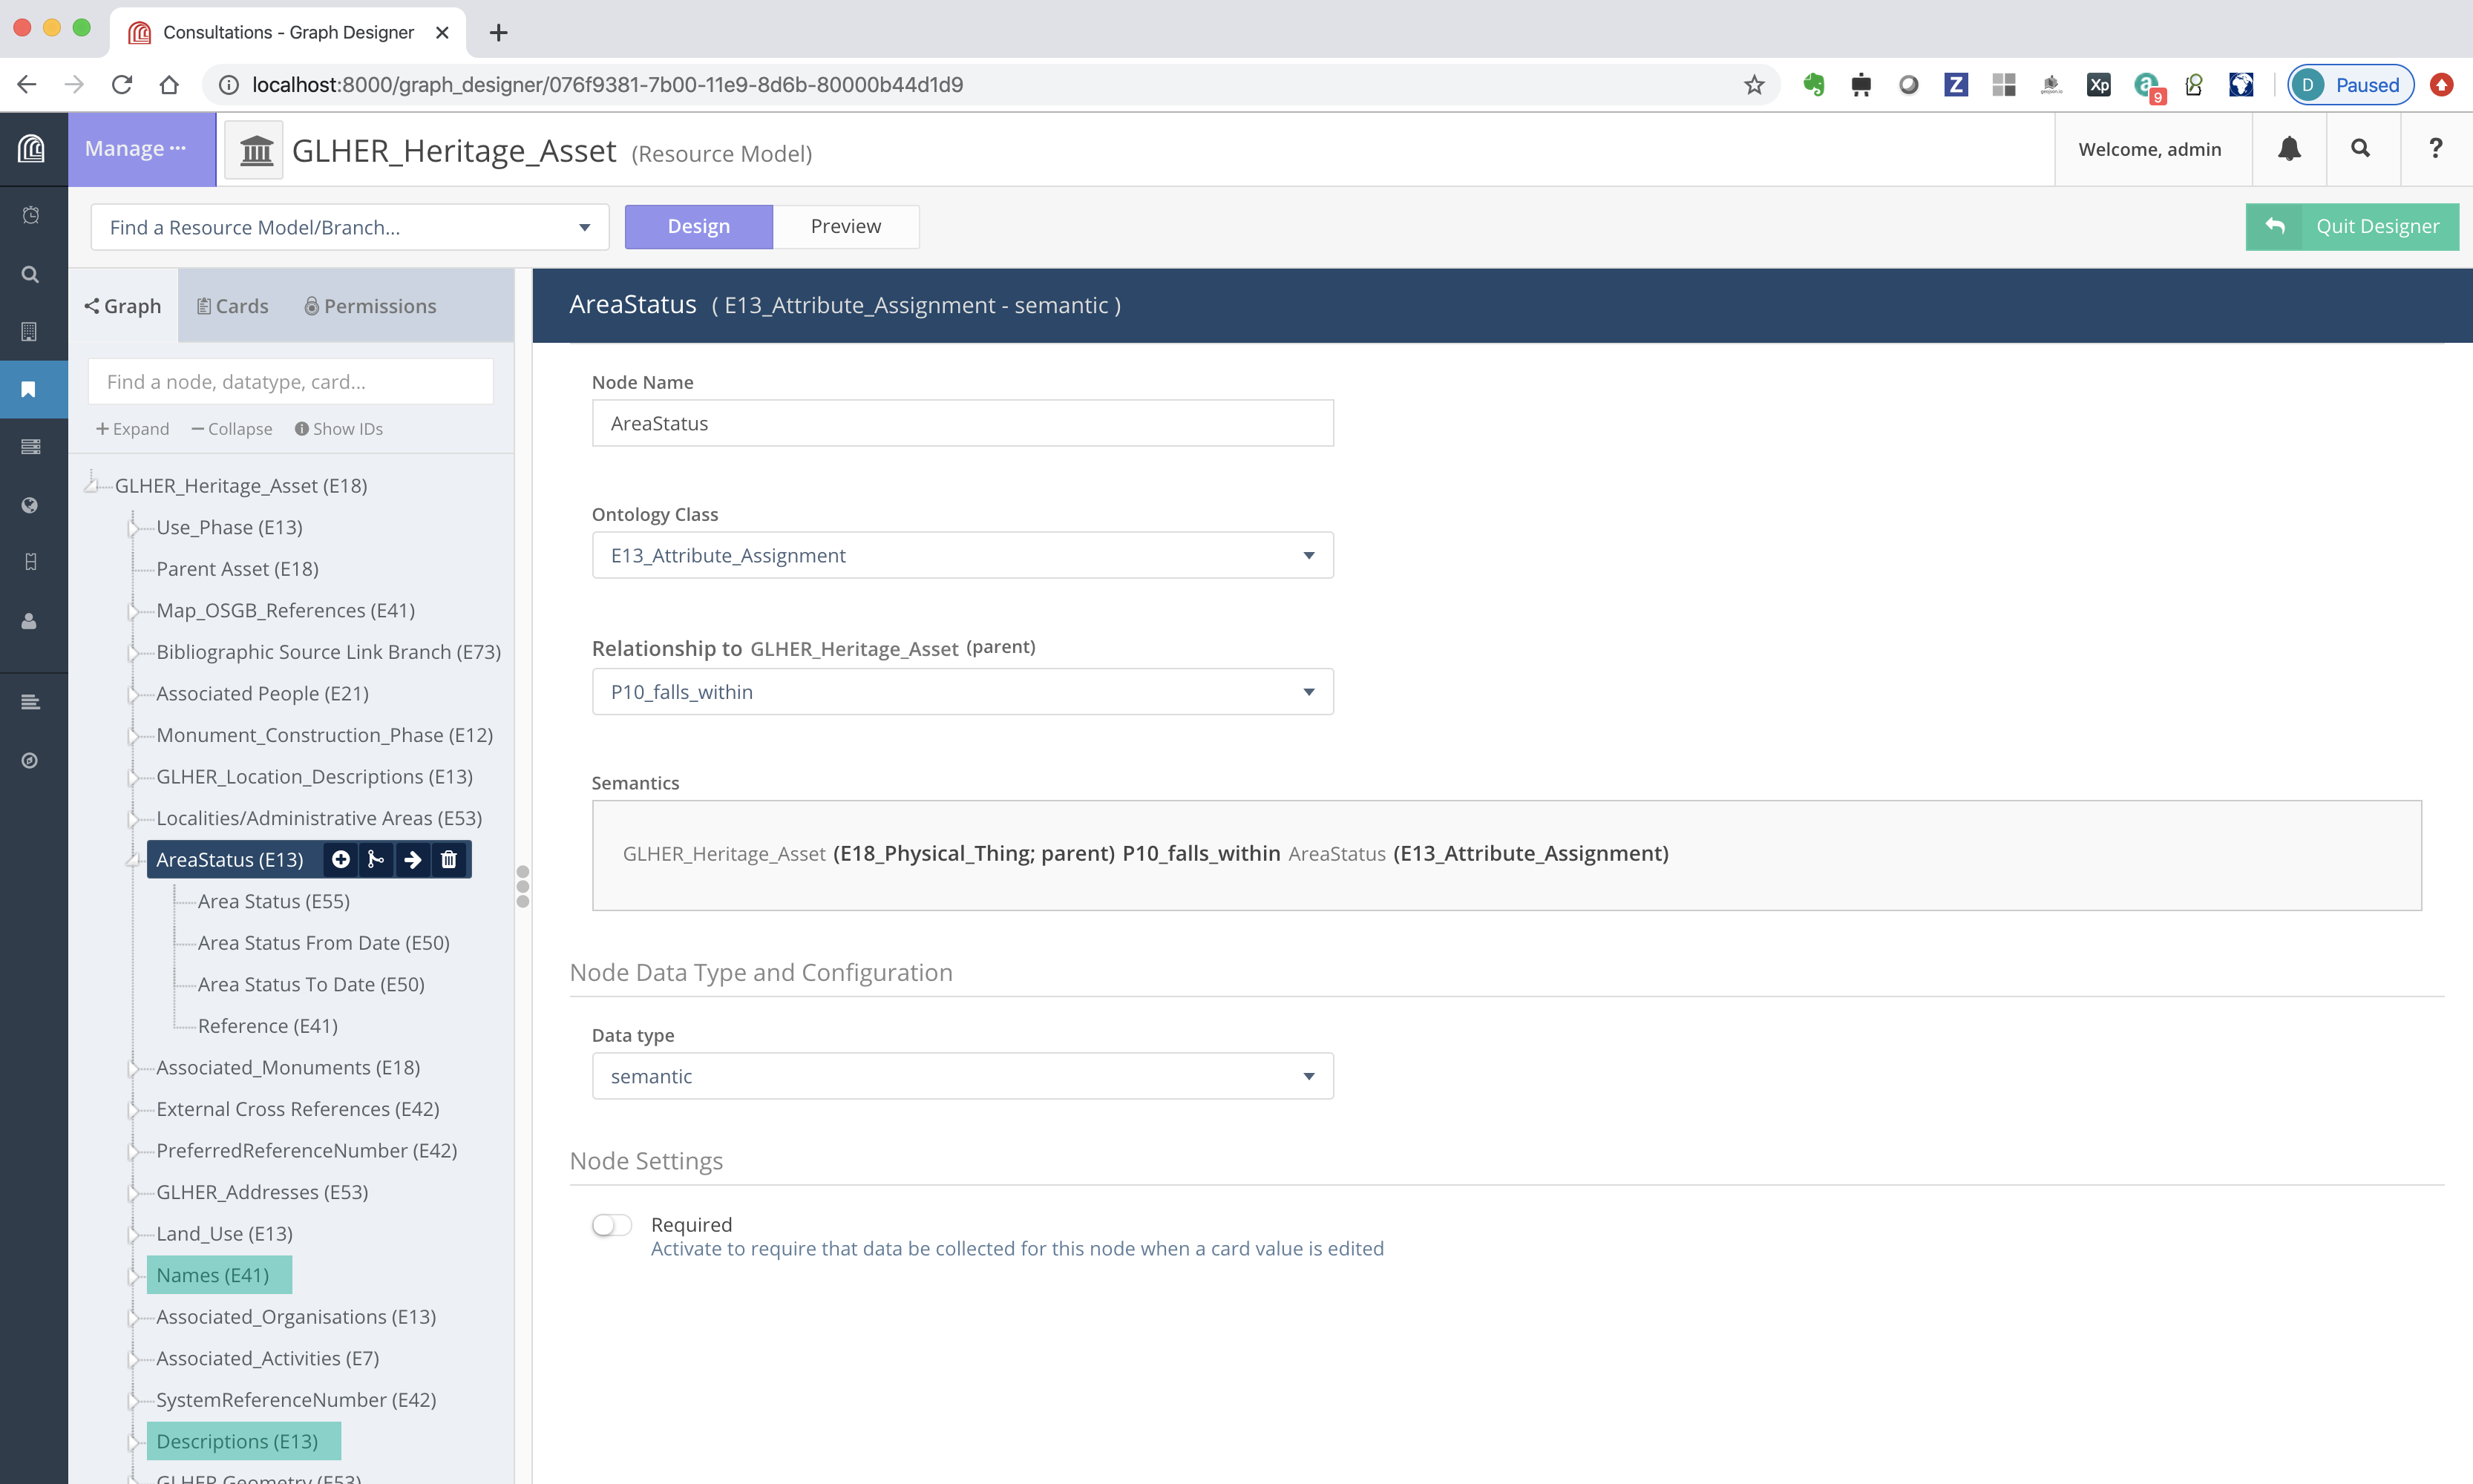 Consultations - Graph Designer
localhost:8000/graph_designer/076f9381-7b00-11e9-8d6b-80000b44d1d9
Z
Xp
a
9
D
Paused
Manage ···
GLHER_Heritage_Asset (Resource Model)
Welcome, admin
?
Find a Resource Model/Branch...
Design
Preview
Quit Designer
Graph
Cards
Permissions
Find a node, datatype, card...
Expand
Collapse
Show IDs
GLHER_Heritage_Asset (E18)
Use_Phase (E13)
Parent Asset (E18)
Map_OSGB_References (E41)
Bibliographic Source Link Branch (E73)
Associated People (E21)
Monument_Construction_Phase (E12)
GLHER_Location_Descriptions (E13)
Localities/Administrative Areas (E53)
AreaStatus (E13)
Area Status (E55)
Area Status From Date (E50)
Area Status To Date (E50)
Reference (E41)
Associated_Monuments (E18)
External Cross References (E42)
PreferredReferenceNumber (E42)
GLHER_Addresses (E53)
Land_Use (E13)
Names (E41)
Associated_Organisations (E13)
Associated_Activities (E7)
SystemReferenceNumber (E42)
Descriptions (E13)
GLHER Geometry (E53)
AreaStatus ( E13_Attribute_Assignment - semantic )
Node Name
AreaStatus
Ontology Class
E13_Attribute_Assignment
Relationship to GLHER_Heritage_Asset (parent)
P10_falls_within
Semantics
GLHER_Heritage_Asset (E18_Physical_Thing; parent) P10_falls_within AreaStatus (E13_Attribute_Assignment)
Node Data Type and Configuration
Data type
semantic
Node Settings
Required
Activate to require that data be collected for this node when a card value is edited